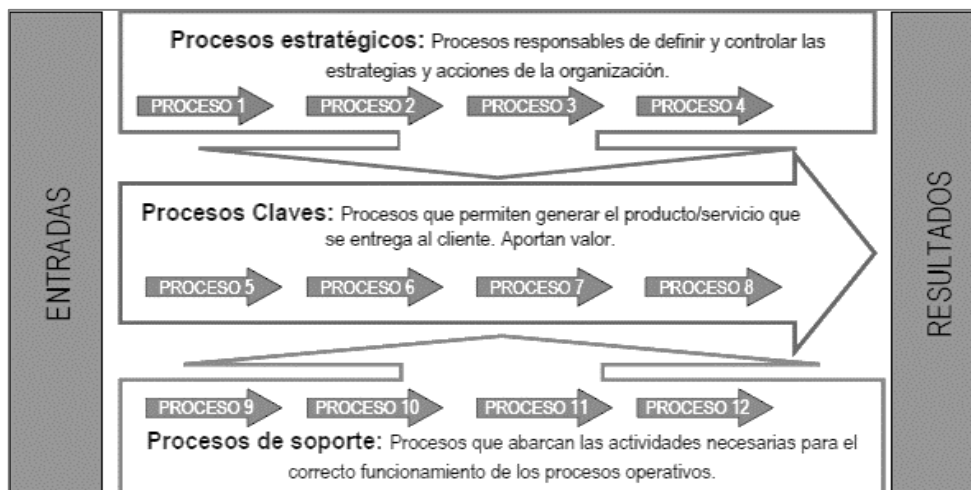 ENTRADAS
Procesos estratégicos: Procesos responsables de definir y controlar las
estrategias y acciones de la organización.
PROCESO 1 PROCESO 2 PROCESO 3 PROCESO 4
Procesos Claves: Procesos que permiten generar el producto/servicio que
se entrega al cliente. Aportan valor.
PROCESO 5 PROCESO 6 PROCESO 7 PROCESO 8
PROCESO 9 PROCESO 10 PROCESO 11 PROCESO 12
Procesos de soporte: Procesos que abarcan las actividades necesarias para el
correcto funcionamiento de los procesos operativos.
RESULTADOS